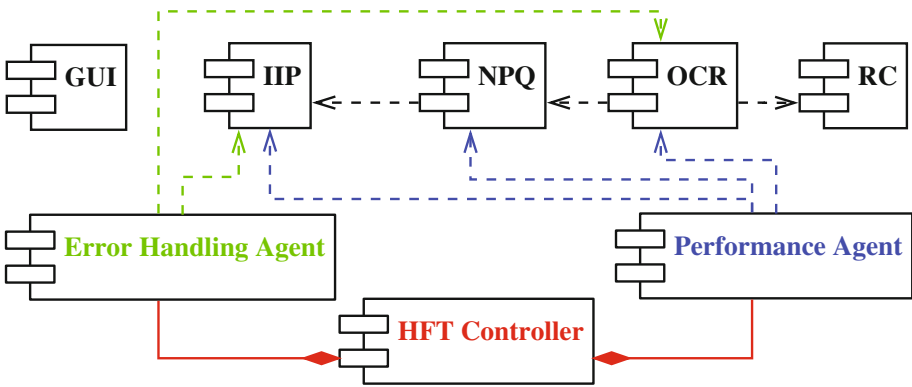 GUI
IIP
NPQ
OCR
RC
Error Handling Agent
Performance Agent
HFT Controller